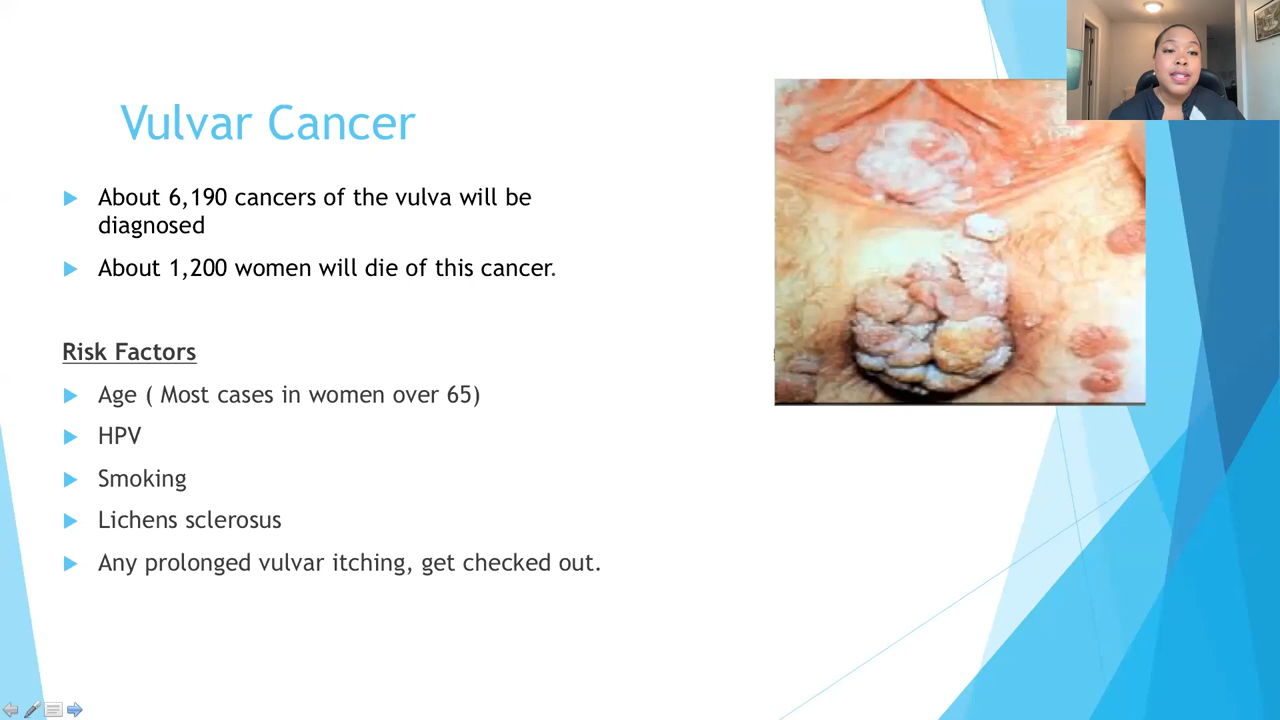 Vulvar Cancer
About 6,190 cancers of the vulva will be
diagnosed
About 1,200 women will die of this cancer.
Risk Factors
Age ( Most cases in women over 65)
HPV
Smoking
Lichens sclerosus
Any prolonged vulvar itching, get checked out.